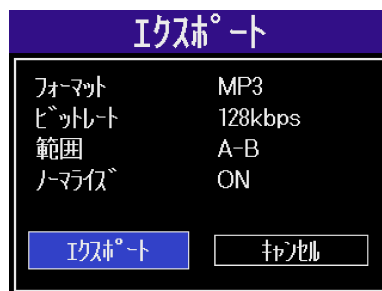 ｴｸｽﾎﾟｰﾄ
ﾌｫｰﾏｯﾄ MP3
ﾋﾞｯﾄﾚｰﾄ 128kbps
範囲 A-B
ﾉｰﾏﾗｲｽﾞ ON
ｴｸｽﾎﾟｰﾄ ｷｬﾝｾﾙ